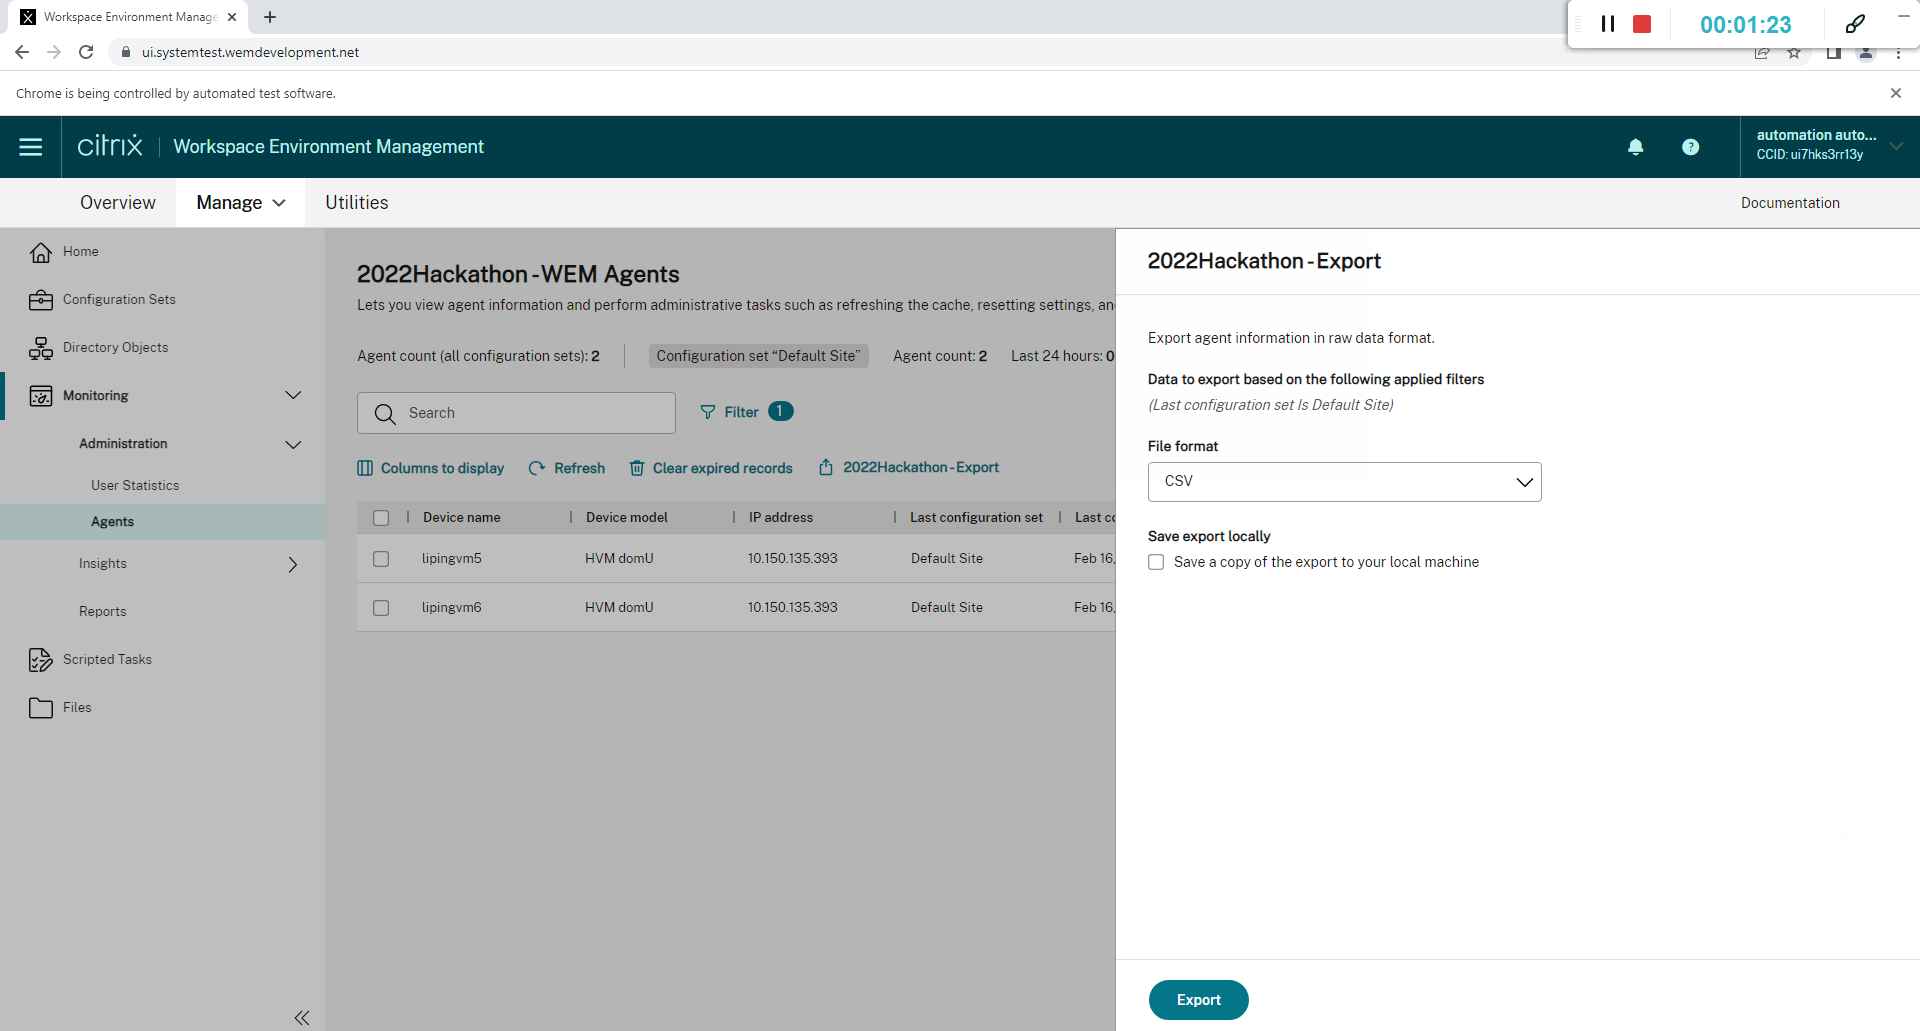 Workspace Environment Manage
00:01:23
ui.systemtest.wemdevelopment.net
Chrome is being controlled by automated test software.
citrix
Workspace Environment Management
automation auto...
CCID: ui7hks3rr13y
Overview
Manage
Utilities
Documentation
Home
Configuration Sets
Directory Objects
Monitoring
Administration
User Statistics
Agents
Insights
Reports
Scripted Tasks
Files
2022Hackathon - WEM Agents
Lets you view agent information and perform administrative tasks such as refreshing the cache, resetting settings, an
Agent count (all configuration sets): 2
Configuration set “Default Site”
Agent count: 2
Last 24 hours: 0
Search
Filter 1
Columns to display
Refresh
Clear expired records
2022Hackathon - Export
Device name
Device model
IP address
Last configuration set
Last co
lipingvm5
HVM domU
10.150.135.393
Default Site
Feb 16,
lipingvm6
HVM domU
10.150.135.393
Default Site
Feb 16,
2022Hackathon - Export
Export agent information in raw data format.
Data to export based on the following applied filters
(Last configuration set Is Default Site)
File format
CSV
Save export locally
Save a copy of the export to your local machine
Export